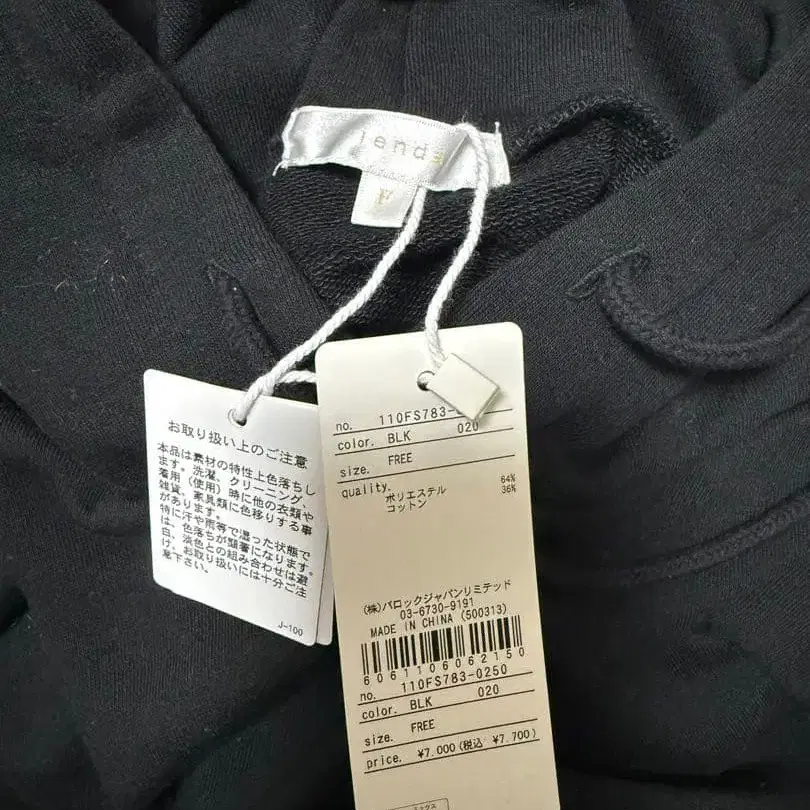 rienda
F
お取り扱い上のご注意
本品は素材の特性上色落ちし
ます。洗濯、クリーニング、
着用(使用)時に他の衣類や
雑貨、家具類に色移りする事
があります。
特に汗や雨等で湿った状態で
は、色落ちが顕著になります。
白、淡色との組み合わせは避
け、お取り扱いには十分ご注
意下さい。
J-100
no. 110FS783-
color. BLK 020
size. FREE
quality.
ポリエステル 64%
コットン 36%
(株)バロックジャパンリミテッド
03-6730-9191
MADE IN CHINA (500313)
6061106062150
no. 110FS783-0250
color. BLK 020
size. FREE
price. ¥7,000(税込 ¥7,700)